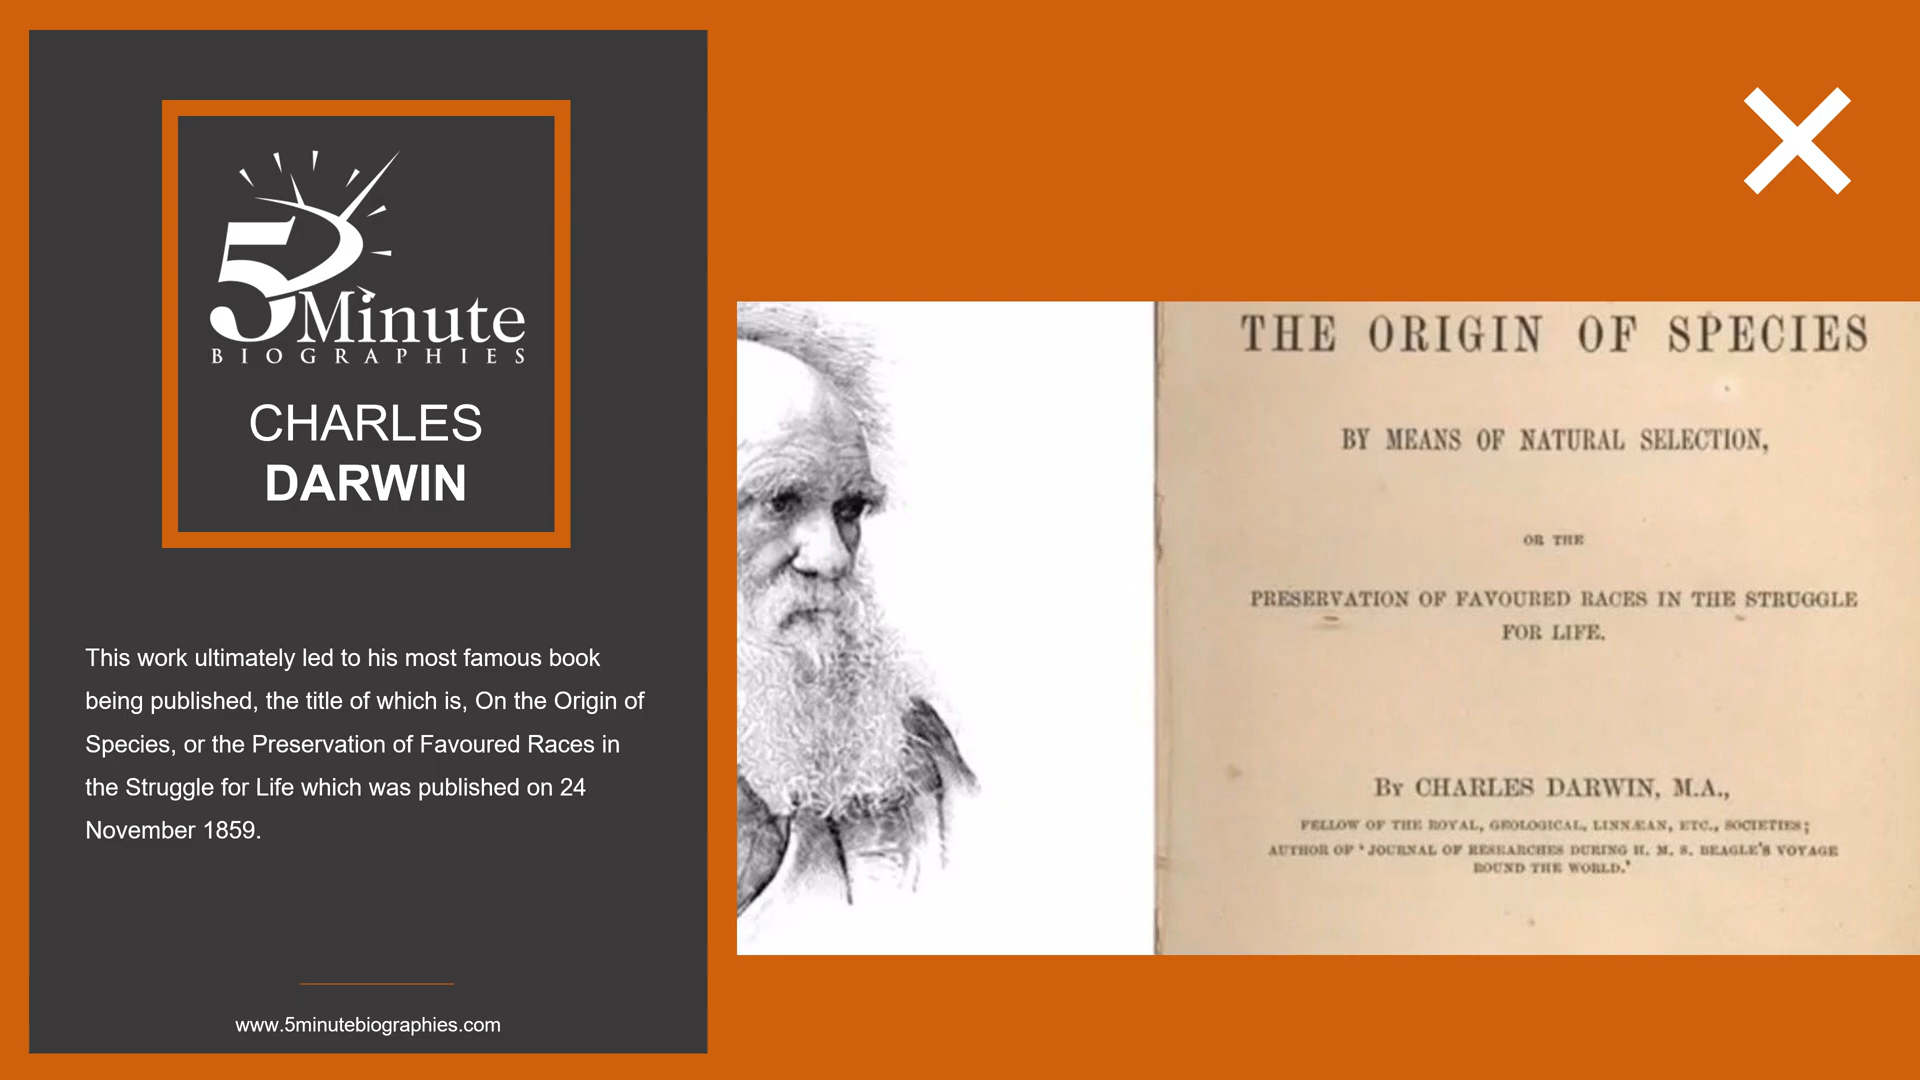 5 Minute
BIOGRAPHIES
CHARLES
DARWIN
This work ultimately led to his most famous book
being published, the title of which is, On the Origin of
Species, or the Preservation of Favoured Races in
the Struggle for Life which was published on 24
November 1859.
www.5minutebiographies.com
THE ORIGIN OF SPECIES
BY MEANS OF NATURAL SELECTION,
OR THE
PRESERVATION OF FAVOURED RACES IN THE STRUGGLE
FOR LIFE.
By CHARLES DARWIN, M.A.,
FELLOW OF THE ROYAL, GEOLOGICAL, LINNÆAN, ETC., SOCIETIES;
AUTHOR OF 'JOURNAL OF RESEARCHES DURING H. M. S. BEAGLE'S VOYAGE
ROUND THE WORLD.'